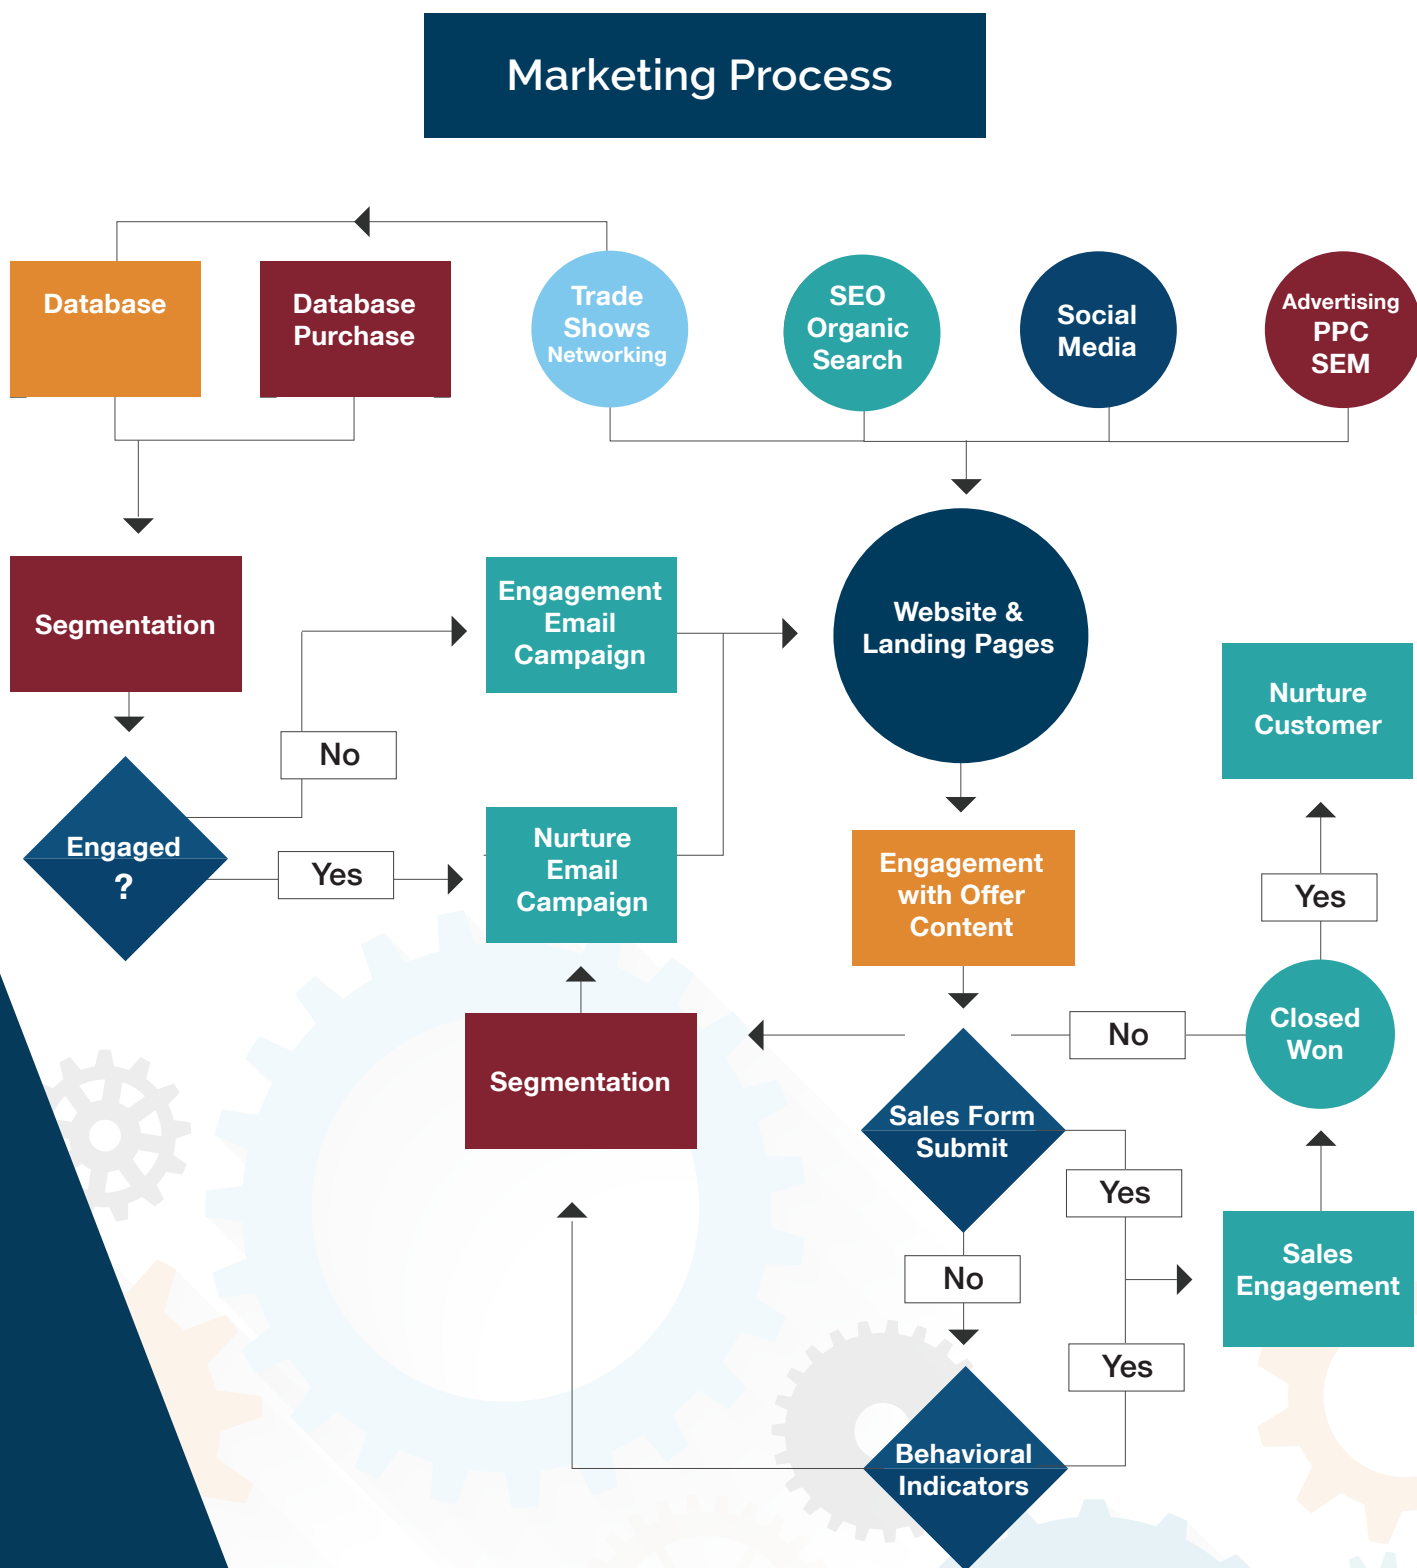 Marketing Process
Database
Database
Purchase
Trade
Shows
Networking
SEO
Organic
Search
Social
Media
Advertising
PPC
SEM
Segmentation
Engagement
Email
Campaign
Website &
Landing Pages
Nurture
Customer
No
Engaged
?
Yes
Nurture
Email
Campaign
Engagement
with Offer
Content
Yes
Closed
Won
No
Segmentation
Sales Form
Submit
Yes
No
Sales
Engagement
Yes
Behavioral
Indicators